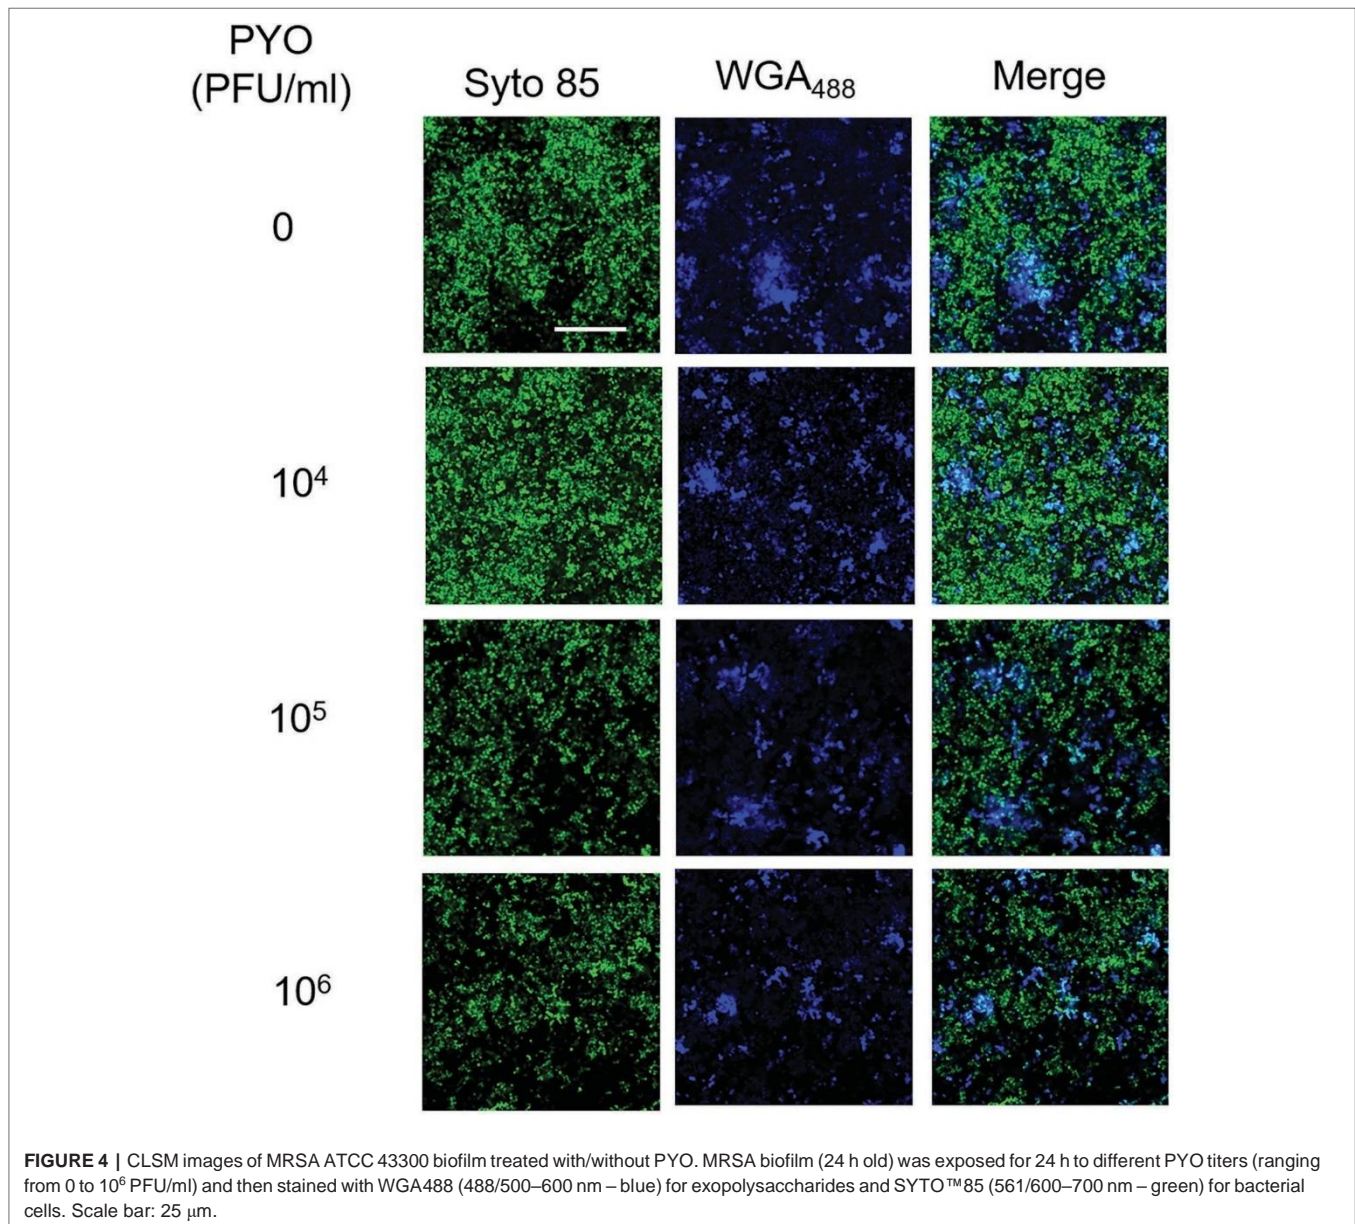 PYO
(PFU/ml)
Syto 85
WGA₄₈₈
Merge
0
10⁴
10⁵
10⁶
FIGURE 4 | CLSM images of MRSA ATCC 43300 biofilm treated with/without PYO. MRSA biofilm (24 h old) was exposed for 24 h to different PYO titers (ranging
from 0 to 10⁶ PFU/ml) and then stained with WGA488 (488/500–600 nm – blue) for exopolysaccharides and SYTO™85 (561/600–700 nm – green) for bacterial
cells. Scale bar: 25 μm.